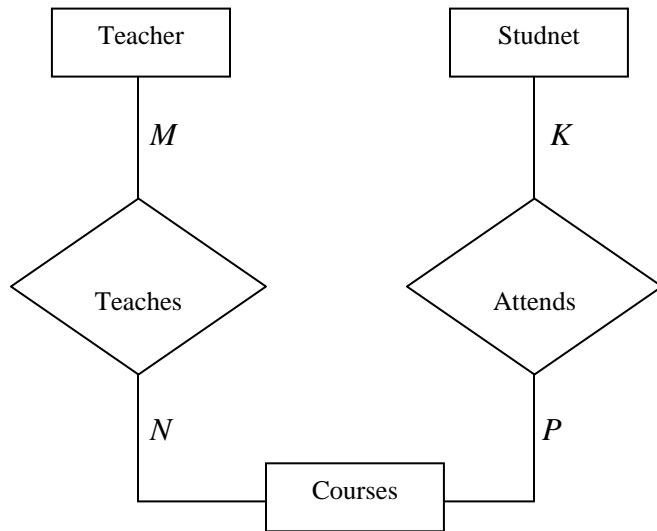 Teacher
Studnet
M
K
Teaches
Attends
N
P
Courses